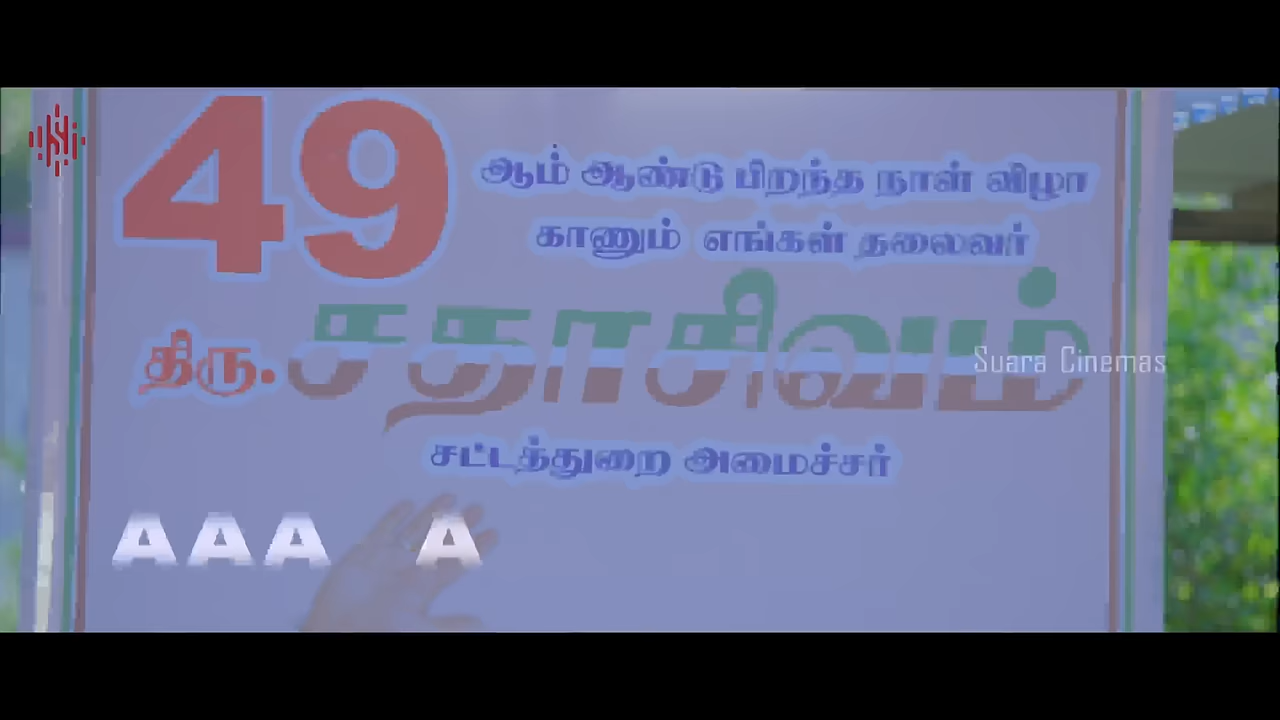 49 ஆம் ஆண்டு பிறந்த நாள் விழா
காணும் எங்கள் தலைவர்
திரு. சதாசிவம்
Suara Cinemas
சட்டத்துறை அமைச்சர்
AAA A